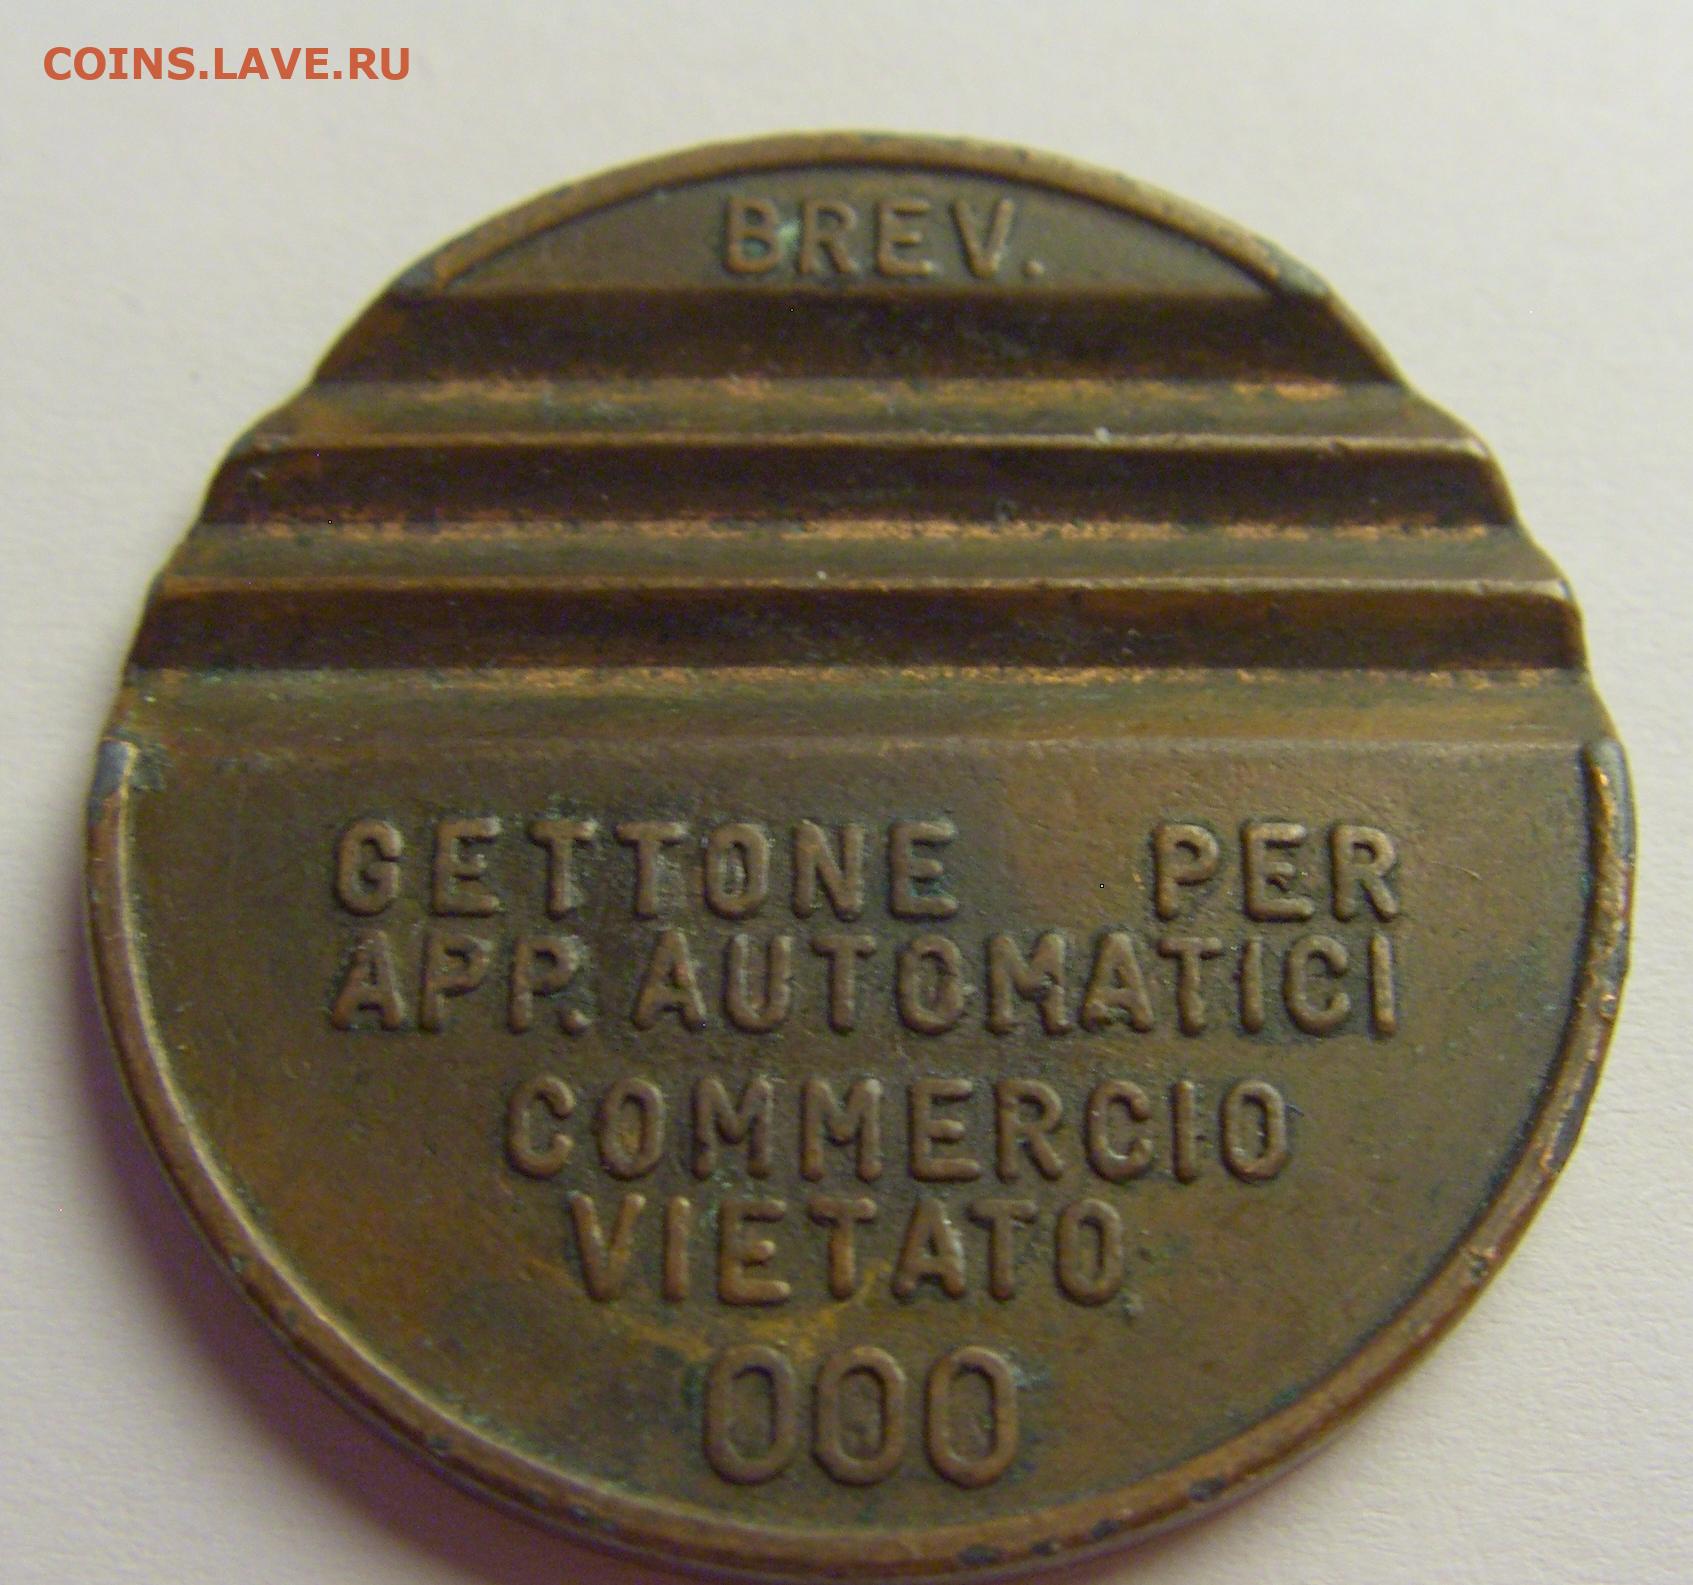 COINS.LAVE.RU
BREV.
GETTONE PER
APP. AUTOMATICI
COMMERCIO
VIETATO
000